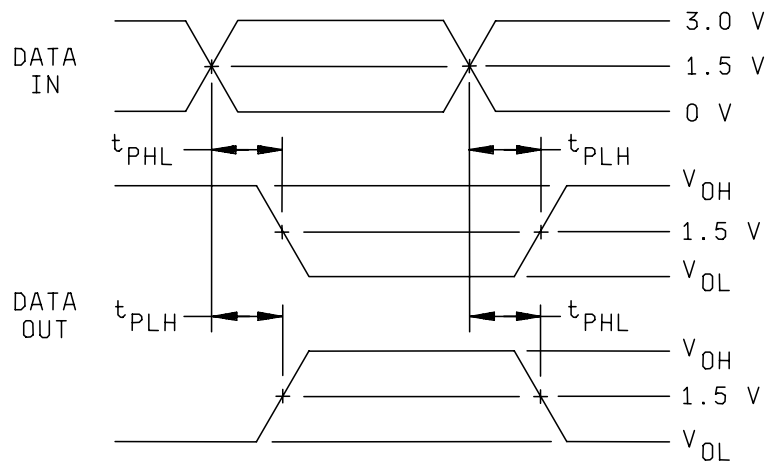 3.0 V
DATA
IN
1.5 V
0 V
tPHL
tPLH
VOH
1.5 V
VOL
DATA
OUT
tPLH
tPHL
VOH
1.5 V
VOL